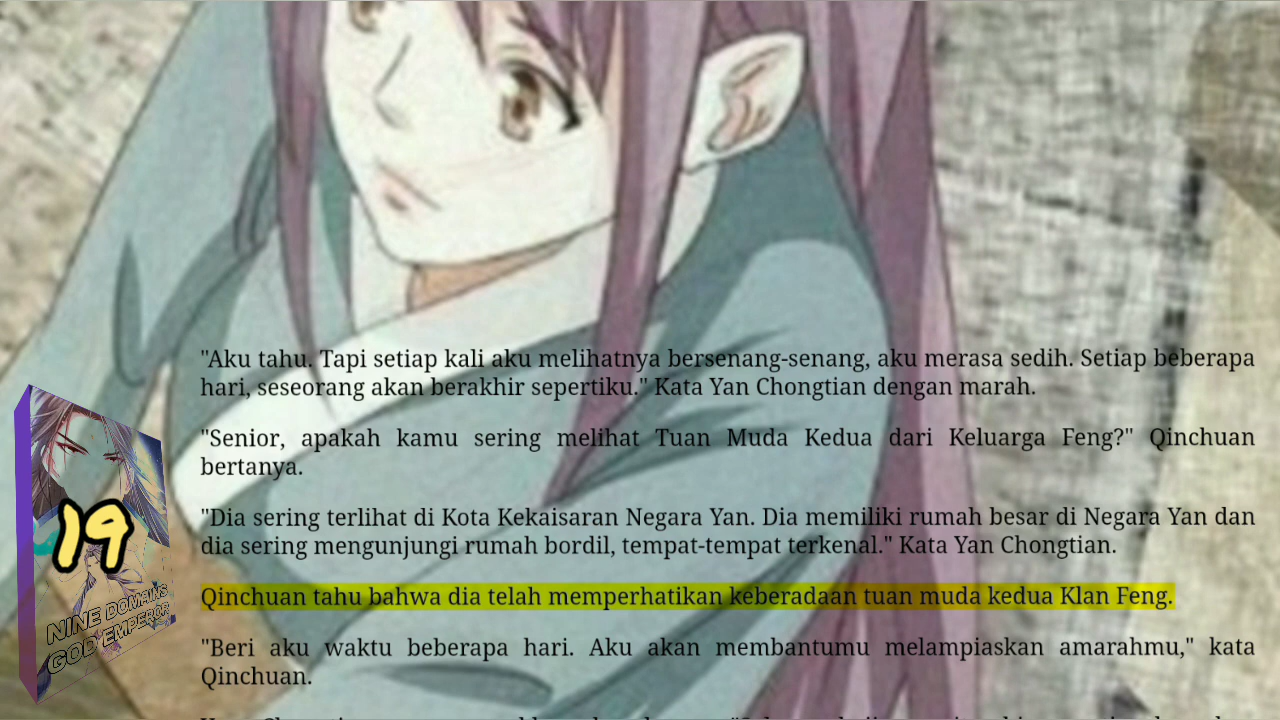 "Aku tahu. Tapi setiap kali aku melihatnya bersenang-senang, aku merasa sedih. Setiap beberapa
hari, seseorang akan berakhir sepertiku." Kata Yan Chongtian dengan marah.
"Senior, apakah kamu sering melihat Tuan Muda Kedua dari Keluarga Feng?" Qinchuan
bertanya.
"Dia sering terlihat di Kota Kekaisaran Negara Yan. Dia memiliki rumah besar di Negara Yan dan
dia sering mengunjungi rumah bordil, tempat-tempat terkenal." Kata Yan Chongtian.
Qinchuan tahu bahwa dia telah memperhatikan keberadaan tuan muda kedua Klan Feng.
"Beri aku waktu beberapa hari. Aku akan membantumu melampiaskan amarahmu," kata
Qinchuan.
19
NINE DOMAINS
GOD EMPEROR